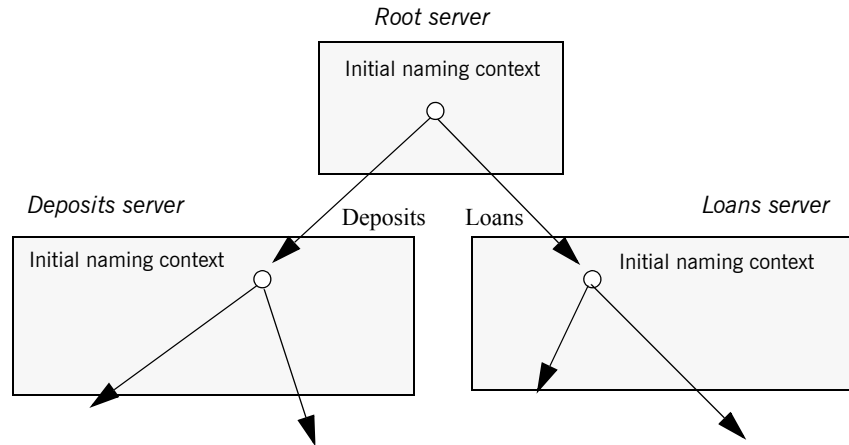 Root server
Initial naming context
Deposits server
Deposits
Loans
Loans server
Initial naming context
Initial naming context